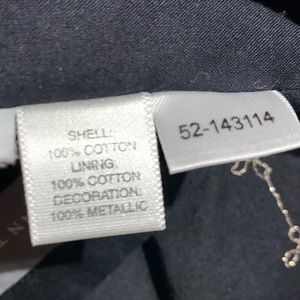 SHELL:
100% COTTON
LINING:
100% COTTON
DECORATION:
100% METALLIC
52-143114